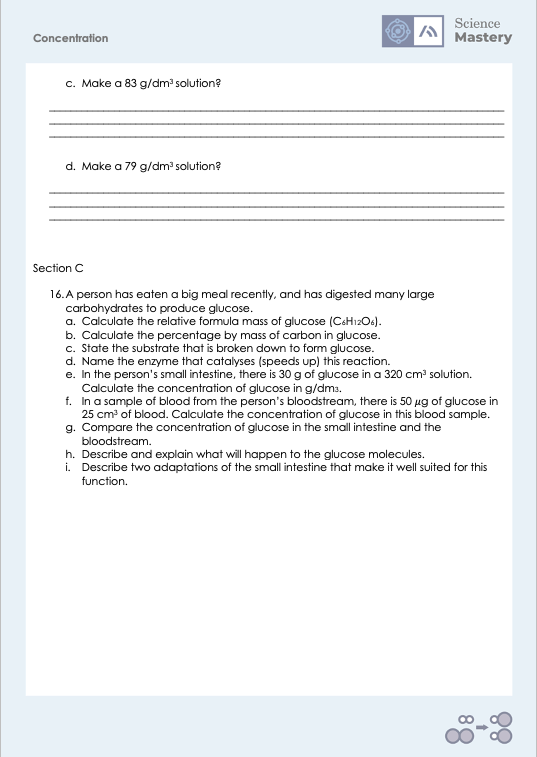 Concentration
Science
Mastery
c. Make a 83 g/dm³ solution?
d. Make a 79 g/dm³ solution?
Section C
16. A person has eaten a big meal recently, and has digested many large
carbohydrates to produce glucose.
a. Calculate the relative formula mass of glucose (C₆H₁₂O₆).
b. Calculate the percentage by mass of carbon in glucose.
c. State the substrate that is broken down to form glucose.
d. Name the enzyme that catalyses (speeds up) this reaction.
e. In the person's small intestine, there is 30 g of glucose in a 320 cm³ solution.
Calculate the concentration of glucose in g/dm₃.
f. In a sample of blood from the person's bloodstream, there is 50 µg of glucose in
25 cm³ of blood. Calculate the concentration of glucose in this blood sample.
g. Compare the concentration of glucose in the small intestine and the
bloodstream.
h. Describe and explain what will happen to the glucose molecules.
i. Describe two adaptations of the small intestine that make it well suited for this
function.